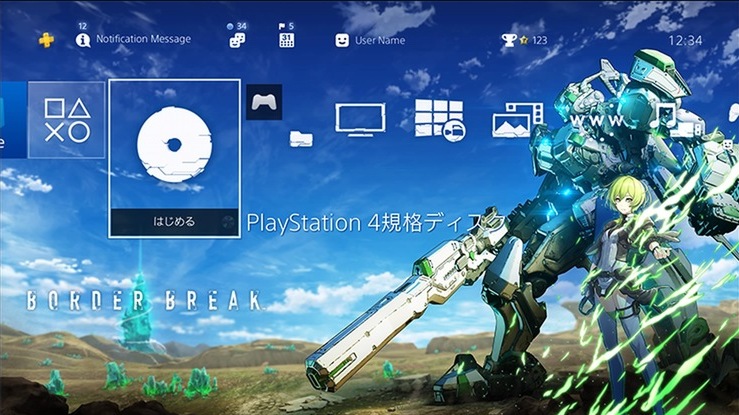 12
Notification Message
34
5
31
User Name
123
12:34
e
www
はじめる
PlayStation 4規格ディスク
BORDER BREAK